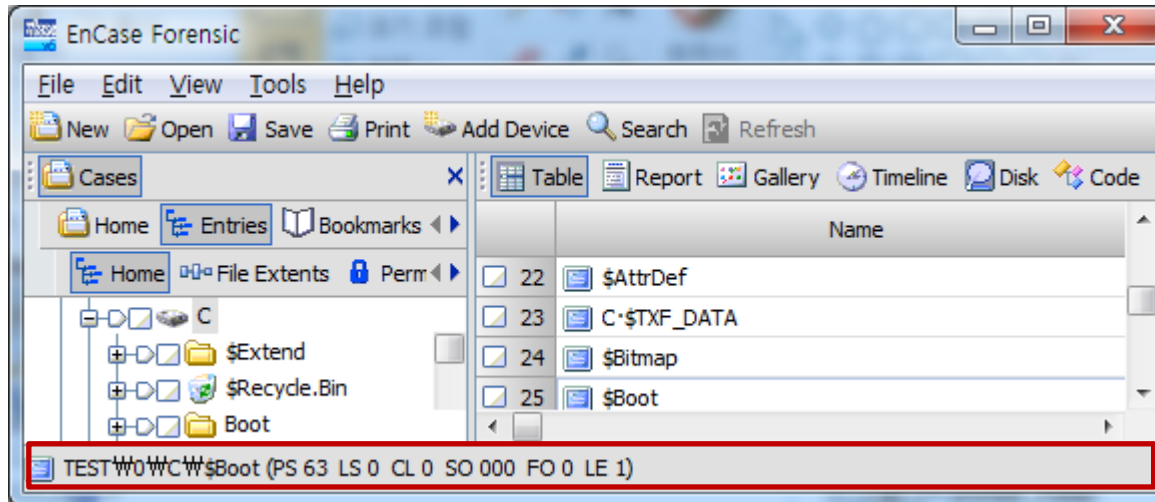 EnCase Forensic
File Edit View Tools Help
New Open Save Print Add Device Search Refresh
Cases
Table Report Gallery Timeline Disk Code
Home Entries Bookmarks
Name
Home File Extents Perm
22 $AttrDef
C
23 C·$TXF_DATA
$Extend
24 $Bitmap
$Recycle.Bin
25 $Boot
Boot
TEST₩0₩C₩$Boot (PS 63 LS 0 CL 0 SO 000 FO 0 LE 1)